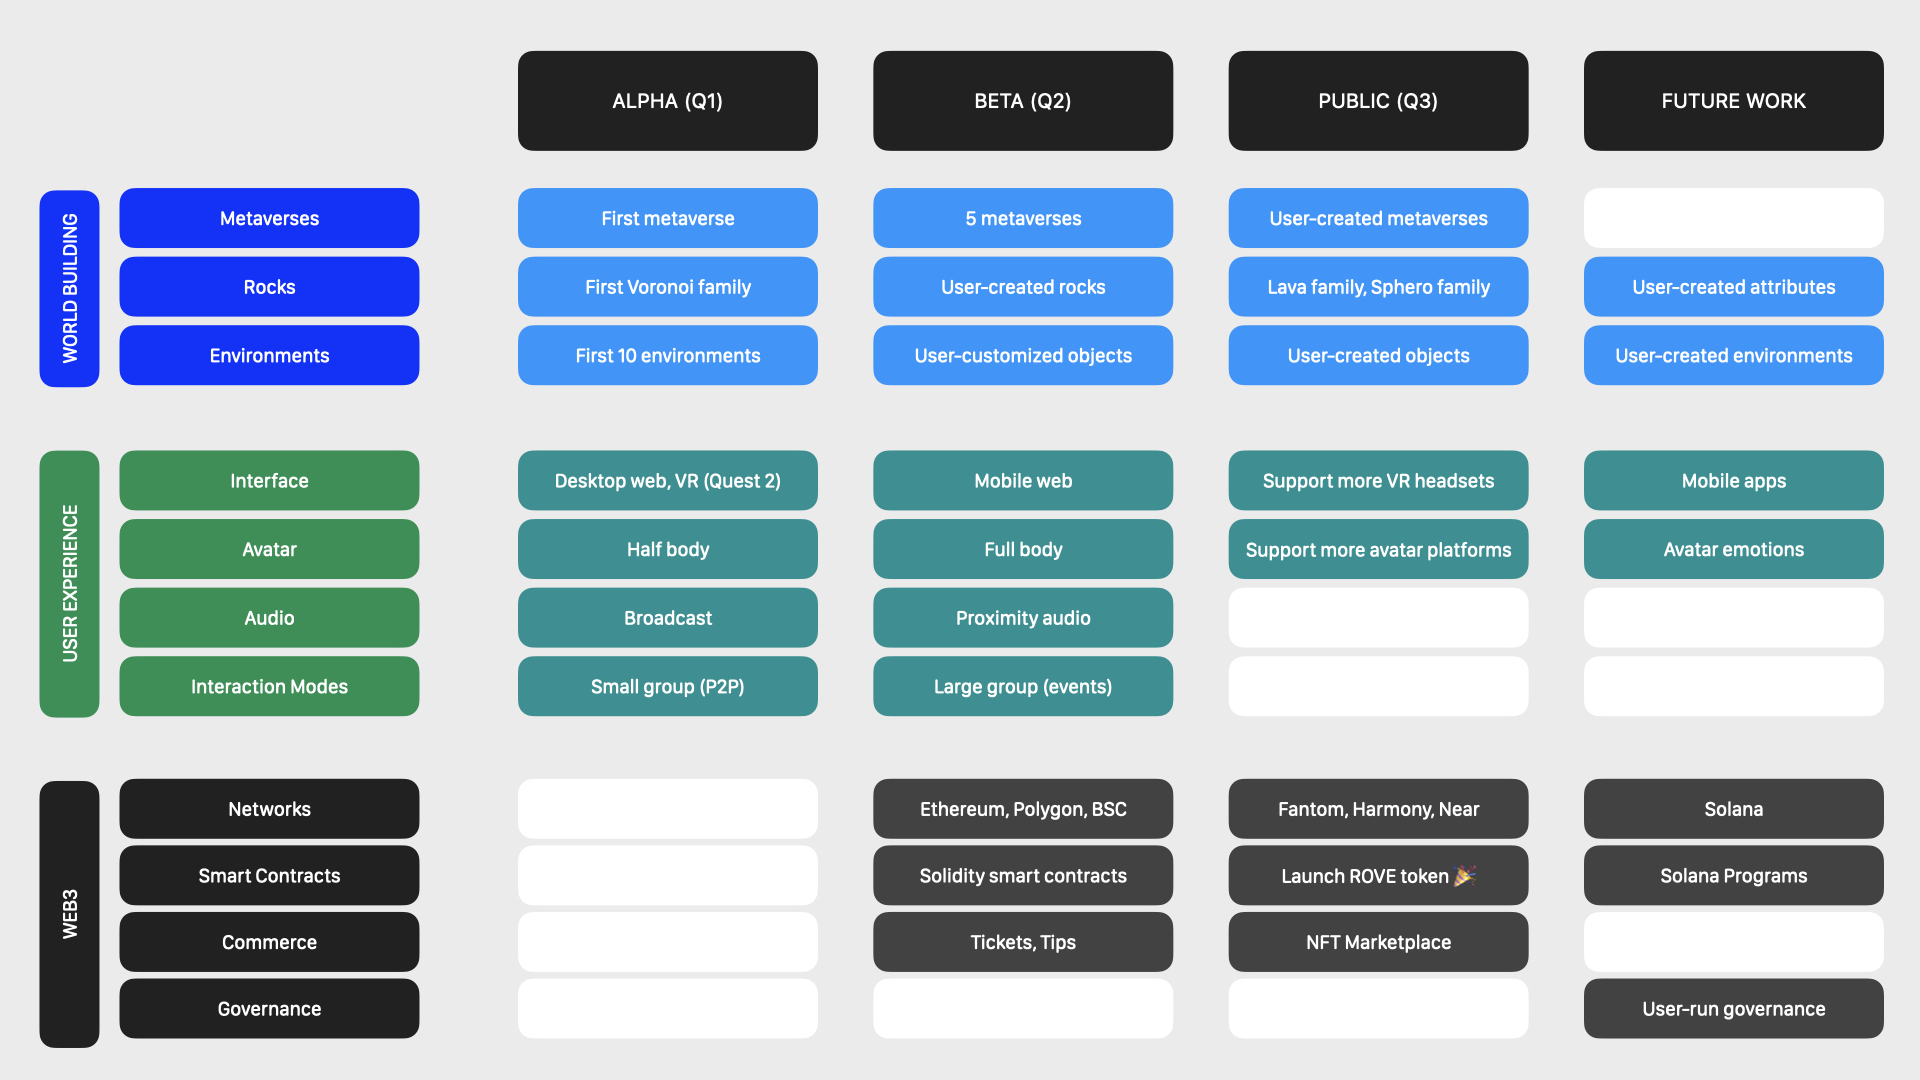 ALPHA (Q1)
BETA (Q2)
PUBLIC (Q3)
FUTURE WORK
WORLD BUILDING
Metaverses
First metaverse
5 metaverses
User-created metaverses
Rocks
First Voronoi family
User-created rocks
Lava family, Sphero family
User-created attributes
Environments
First 10 environments
User-customized objects
User-created objects
User-created environments
USER EXPERIENCE
Interface
Desktop web, VR (Quest 2)
Mobile web
Support more VR headsets
Mobile apps
Avatar
Half body
Full body
Support more avatar platforms
Avatar emotions
Audio
Broadcast
Proximity audio
Interaction Modes
Small group (P2P)
Large group (events)
WEB3
Networks
Ethereum, Polygon, BSC
Fantom, Harmony, Near
Solana
Smart Contracts
Solidity smart contracts
Launch ROVE token 🎉
Solana Programs
Commerce
Tickets, Tips
NFT Marketplace
Governance
User-run governance